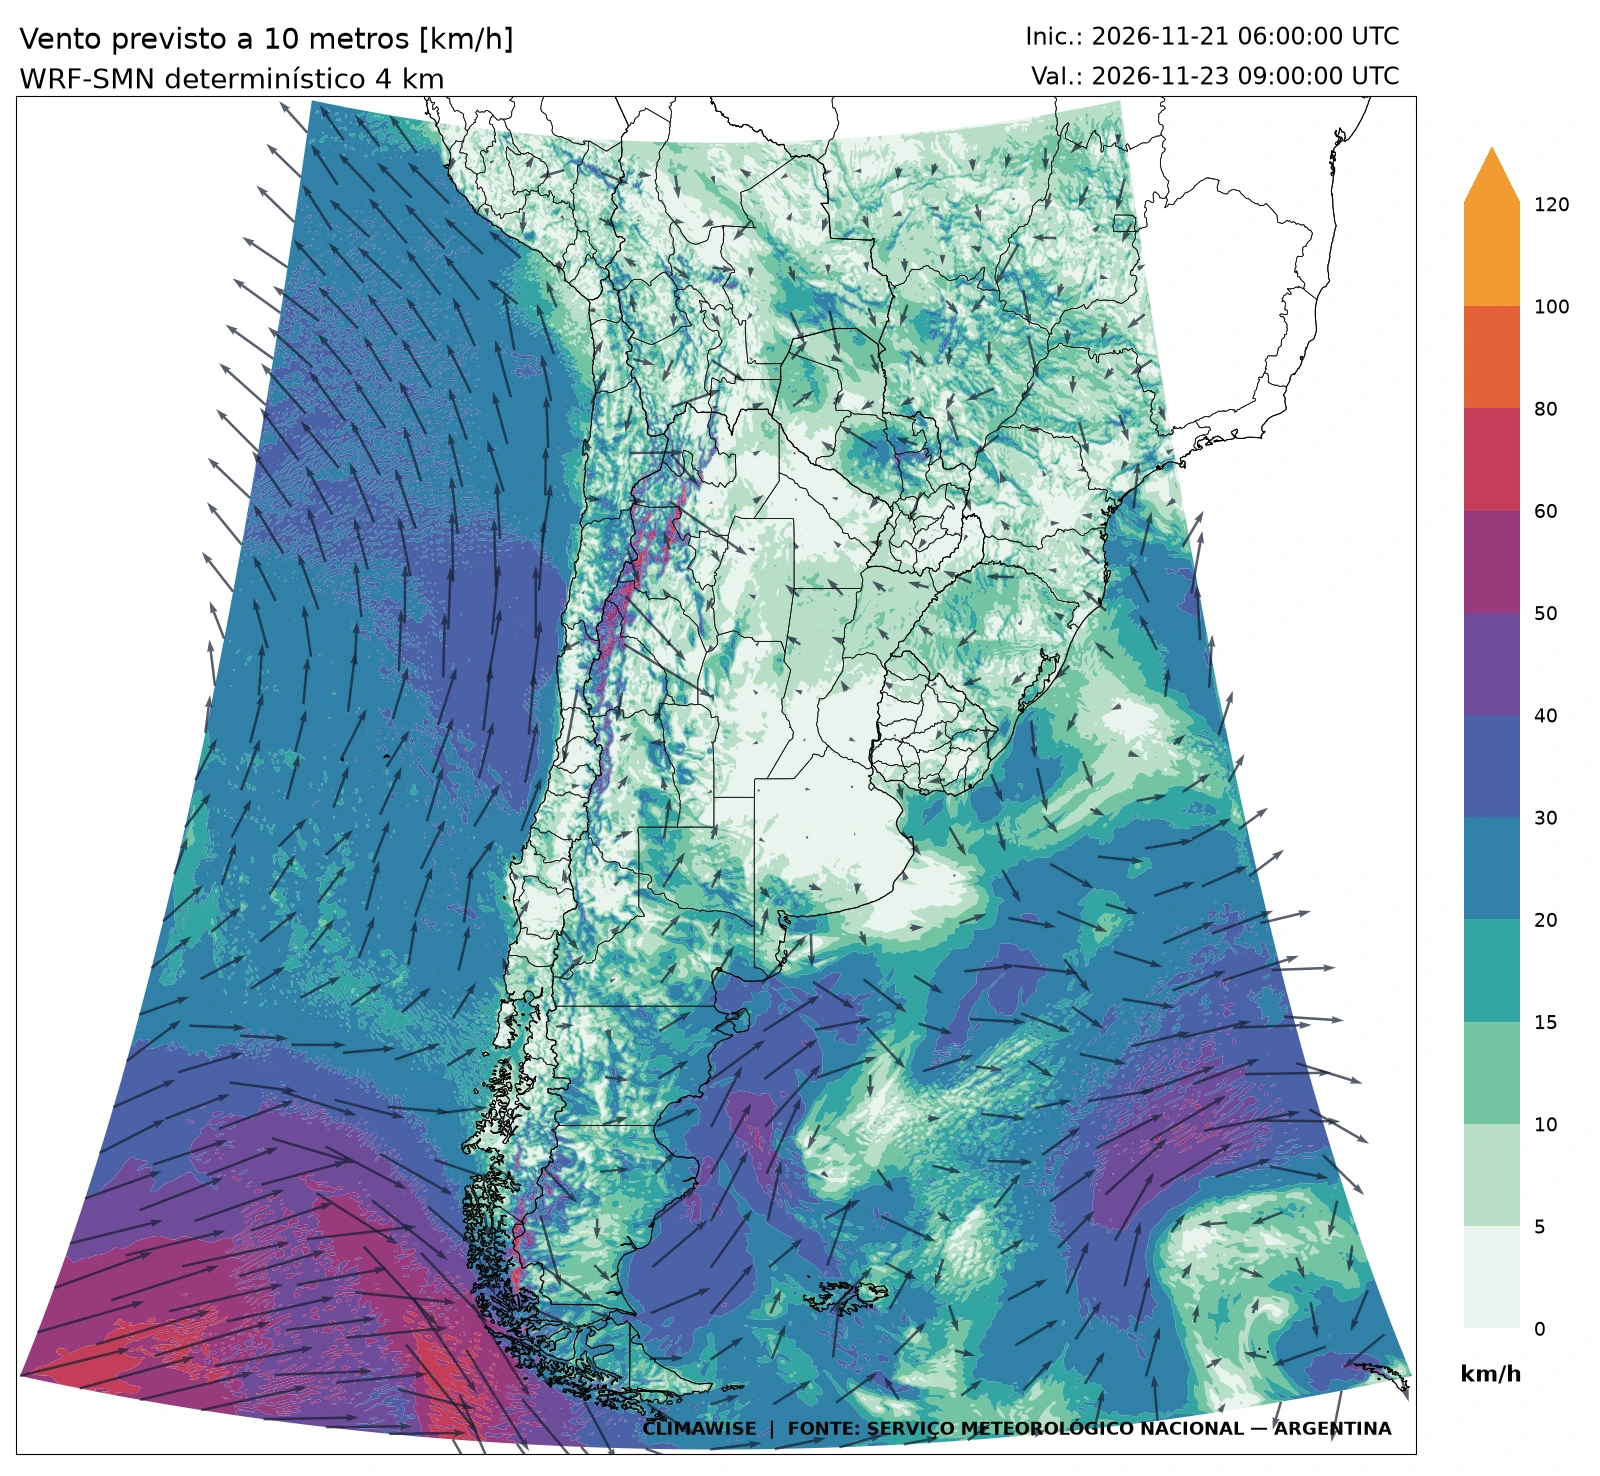 Vento previsto a 10 metros [km/h]
WRF-SMN determinístico 4 km
Inic.: 2026-11-21 06:00:00 UTC
Val.: 2026-11-23 09:00:00 UTC
120
100
80
60
50
40
30
20
15
10
5
0
km/h
CLIMAWISE | FONTE: SERVIÇO METEOROLÓGICO NACIONAL — ARGENTINA